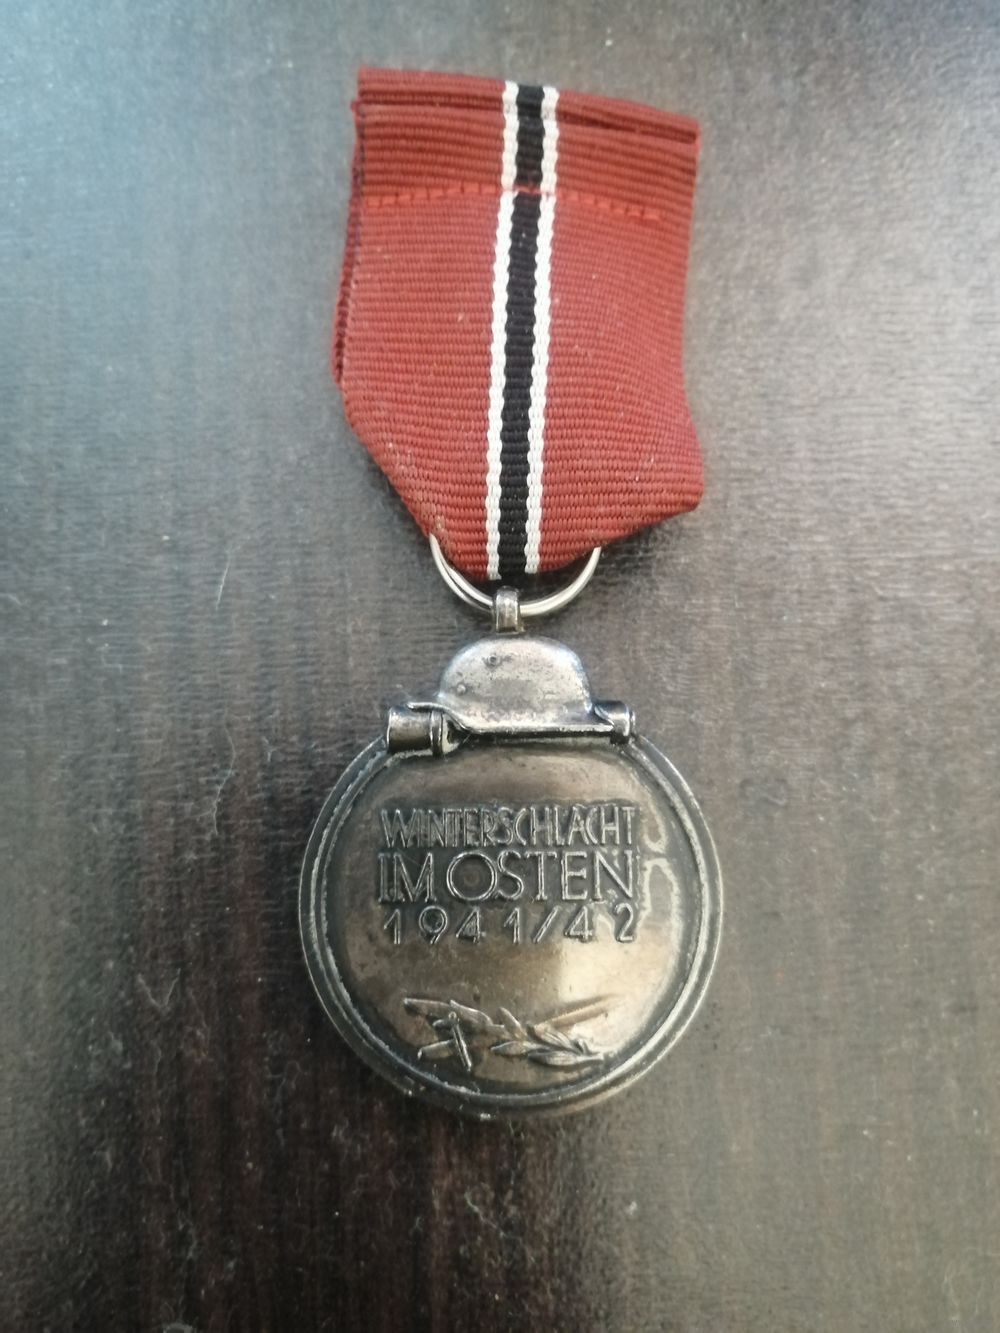 WINTERSCHLACHT
IM OSTEN
1941/42